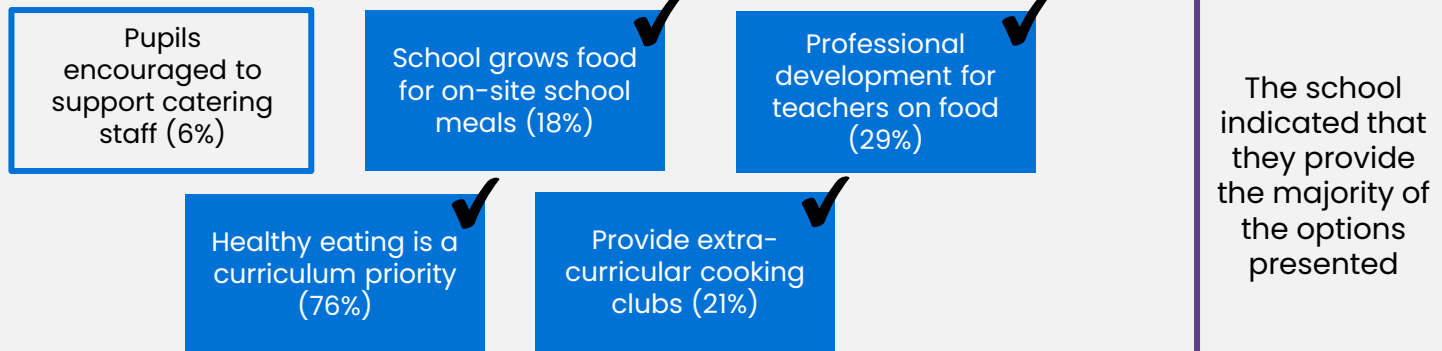 Pupils
encouraged to
support catering
staff (6%)
School grows food
for on-site school
meals (18%)
Professional
development for
teachers on food
(29%)
Healthy eating is a
curriculum priority
(76%)
Provide extra-
curricular cooking
clubs (21%)
The school
indicated that
they provide
the majority of
the options
presented